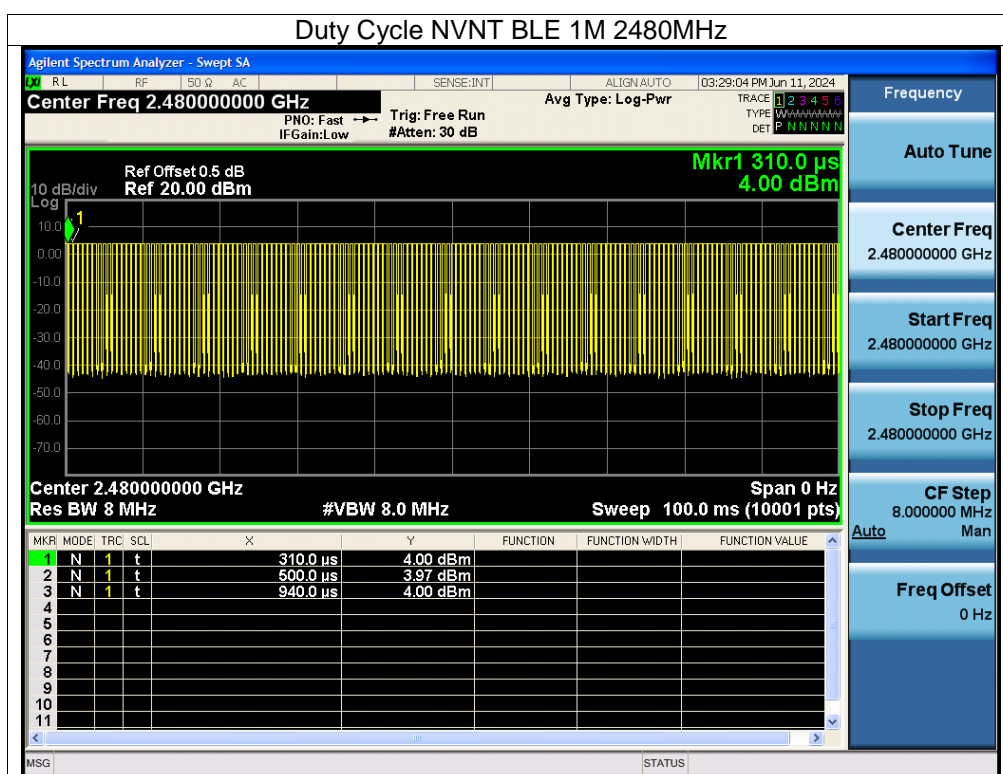 Duty Cycle NVNT BLE 1M 2480MHz
Agilent Spectrum Analyzer - Swept SA
LXI RL RF 50 Ω AC SENSE:INT ALIGN AUTO 03:29:04 PM Jun 11, 2024
Center Freq 2.480000000 GHz
PNO: Fast
IFGain:Low
Trig: Free Run
#Atten: 30 dB
Avg Type: Log-Pwr
TRACE 1 2 3 4 5 6
TYPE WWWWWW
DET P N N N N N
Mkr1 310.0 µs
4.00 dBm
Ref Offset 0.5 dB
10 dB/div Ref 20.00 dBm
Log
1
10.0
0.00
-10.0
-20.0
-30.0
-40.0
-50.0
-60.0
-70.0
Center 2.480000000 GHz Span 0 Hz
Res BW 8 MHz #VBW 8.0 MHz Sweep 100.0 ms (10001 pts)
MKR MODE TRC SCL X Y FUNCTION FUNCTION WIDTH FUNCTION VALUE
1 N 1 t 310.0 µs 4.00 dBm
2 N 1 t 500.0 µs 3.97 dBm
3 N 1 t 940.0 µs 4.00 dBm
4
5
6
7
8
9
10
11
MSG STATUS
Frequency
Auto Tune
Center Freq
2.480000000 GHz
Start Freq
2.480000000 GHz
Stop Freq
2.480000000 GHz
CF Step
8.000000 MHz
Auto Man
Freq Offset
0 Hz